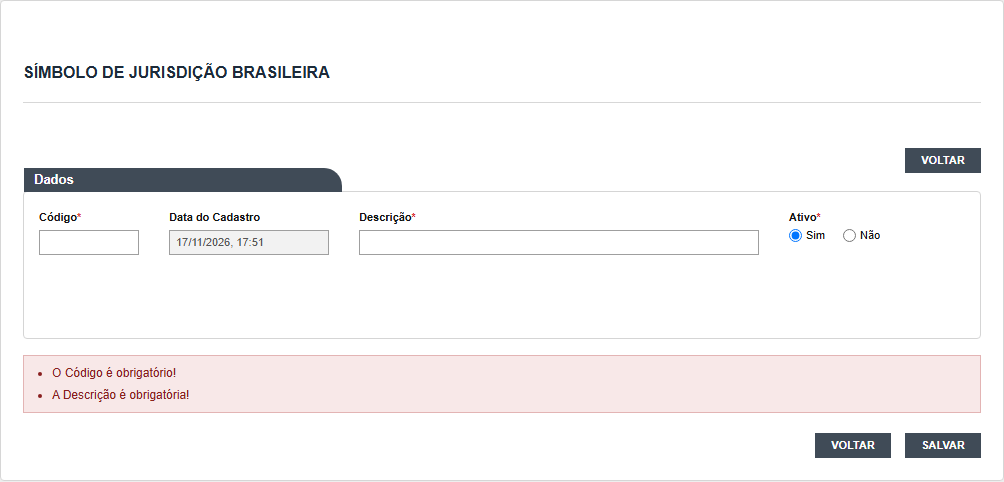 SÍMBOLO DE JURISDIÇÃO BRASILEIRA
VOLTAR
Dados
Código* Data do Cadastro Descrição* Ativo*
17/11/2026, 17:51 Sim Não
O Código é obrigatório!
A Descrição é obrigatória!
VOLTAR SALVAR